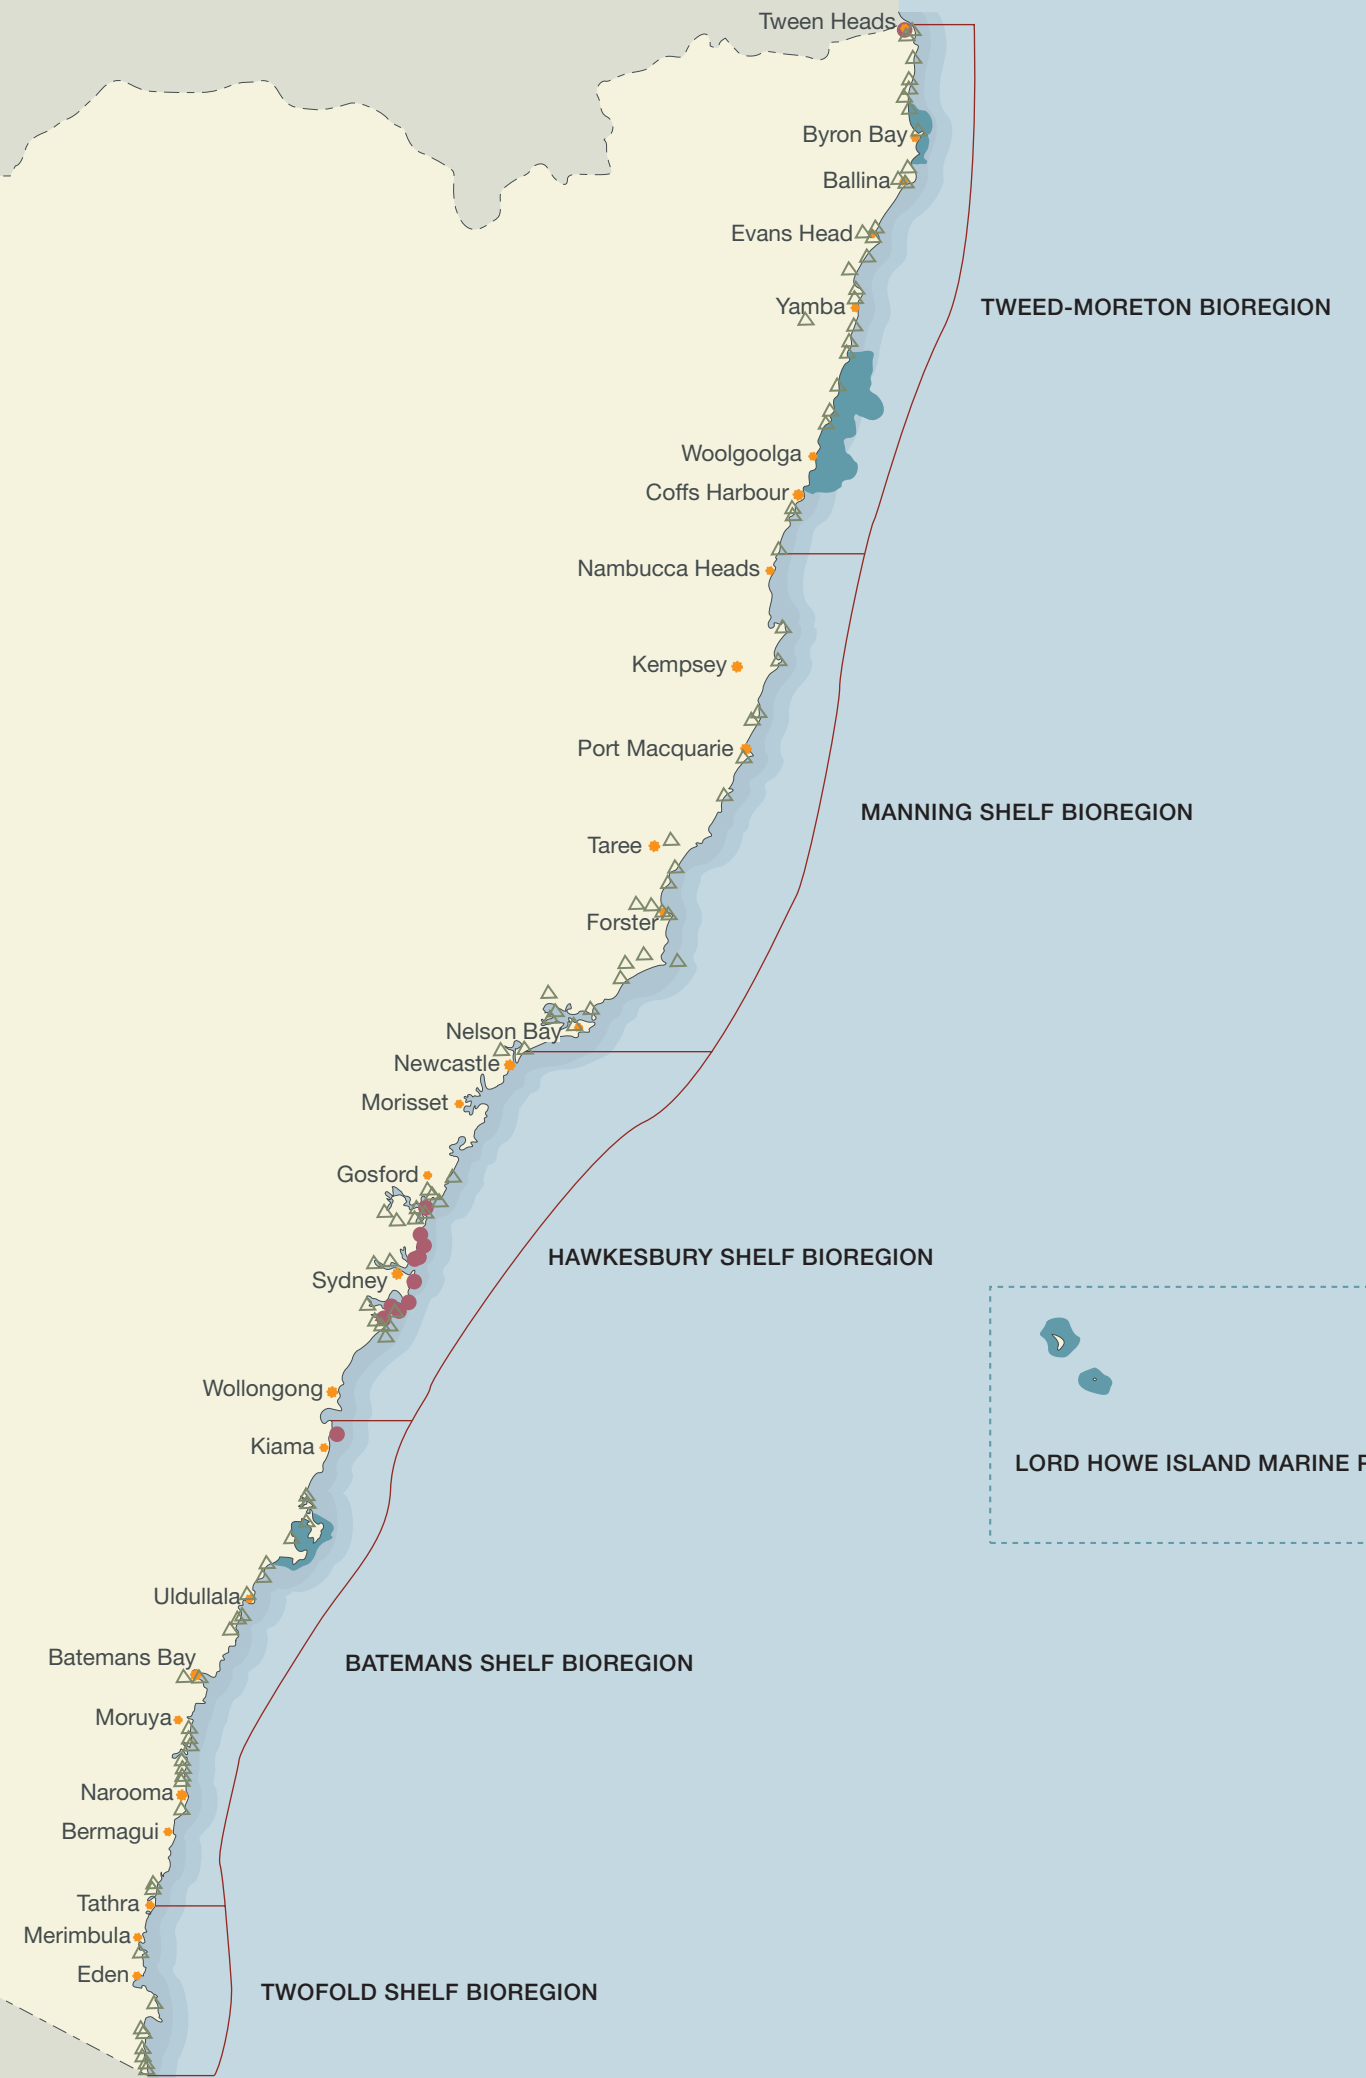 Tween Heads
Byron Bay
Ballina
Evans Head
Yamba
TWEED-MORETON BIOREGION
Woolgoolga
Coffs Harbour
Nambucca Heads
Kempsey
Port Macquarie
MANNING SHELF BIOREGION
Taree
Forster
Nelson Bay
Newcastle
Morisset
Gosford
HAWKESBURY SHELF BIOREGION
Sydney
Wollongong
Kiama
LORD HOWE ISLAND MARINE
Uldullala
Batemans Bay
BATEMANS SHELF BIOREGION
Moruya
Narooma
Bermagui
Tathra
Merimbula
Eden
TWOFOLD SHELF BIOREGION